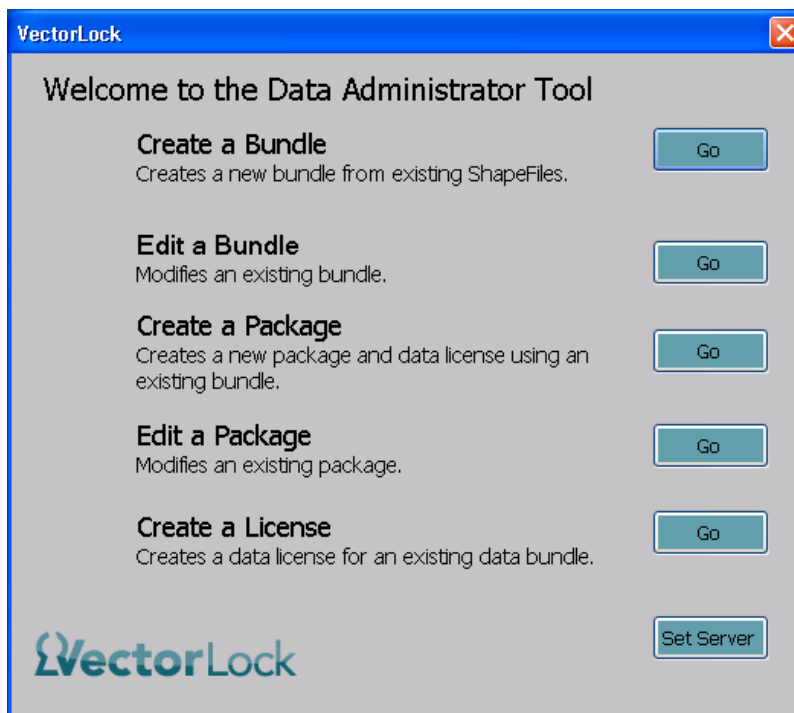 VectorLock
Welcome to the Data Administrator Tool
Create a Bundle
Creates a new bundle from existing ShapeFiles.
Go
Edit a Bundle
Modifies an existing bundle.
Go
Create a Package
Creates a new package and data license using an
existing bundle.
Go
Edit a Package
Modifies an existing package.
Go
Create a License
Creates a data license for an existing data bundle.
Go
Set Server
VectorLock